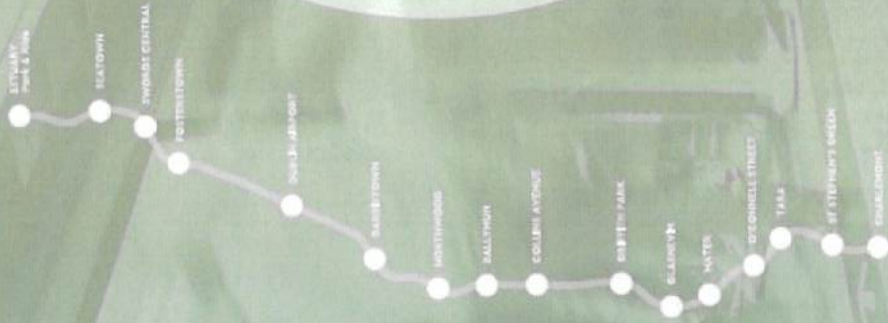 ESTUARY
Park & Ride
SEATOWN
SWORDS CENTRAL
FOSTERSTOWN
DUBLIN AIRPORT
DARDISTOWN
NORTHWOOD
BALLYMUN
COLLINS AVENUE
GRIFFITH PARK
GLASNEVIN
MATER
O'CONNELL STREET
TARA
ST STEPHEN'S GREEN
CHARLEMONT